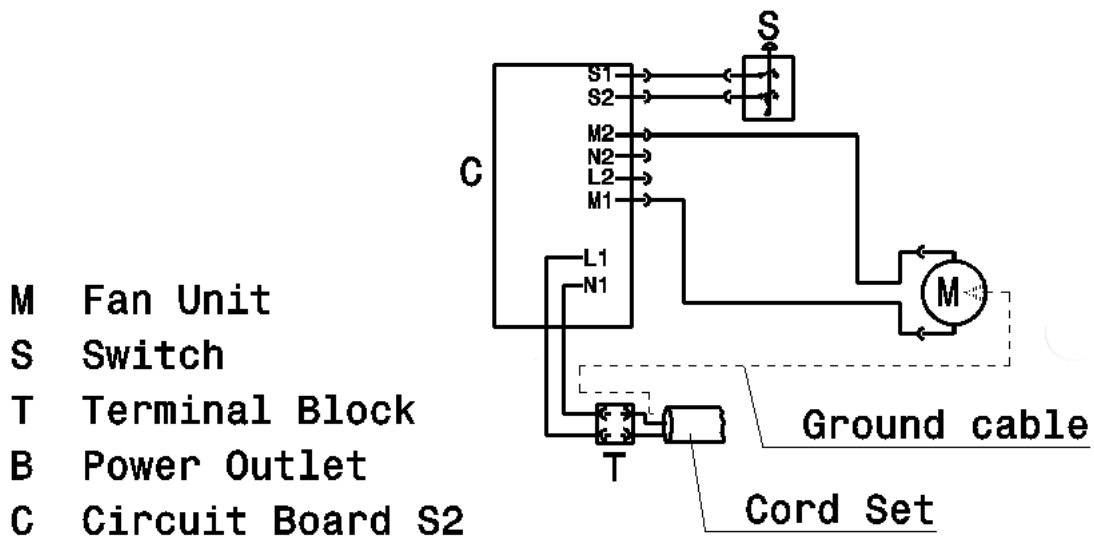 S
S1
S2
M2
N2
L2
M1
C
L1
N1
M
M Fan Unit
S Switch
T Terminal Block
B Power Outlet
C Circuit Board S2
T
Ground cable
Cord Set